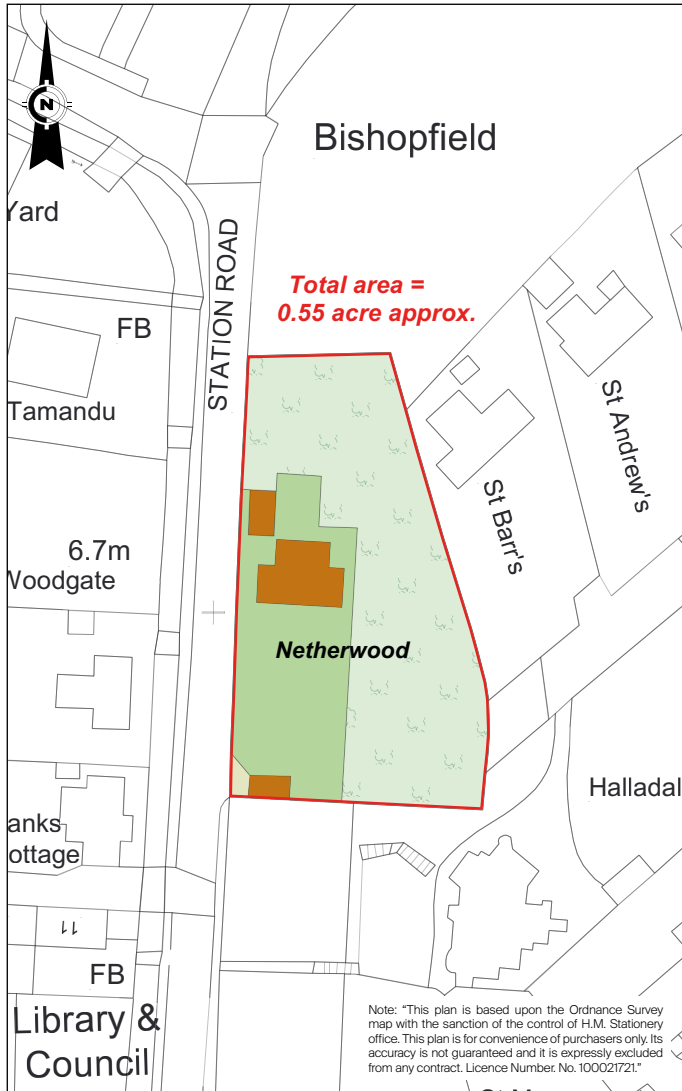 N
Bishopfield
Yard
STATION ROAD
Total area =
0.55 acre approx.
FB
Tamandu
St Andrew's
St Barr's
6.7m
Woodgate
Netherwood
Halladal
anks
ottage
11
FB
Library &
Council
Note: “This plan is based upon the Ordnance Survey
map with the sanction of the control of H.M. Stationery
office. This plan is for convenience of purchasers only. Its
accuracy is not guaranteed and it is expressly excluded
from any contract. Licence Number. No. 100021721.”